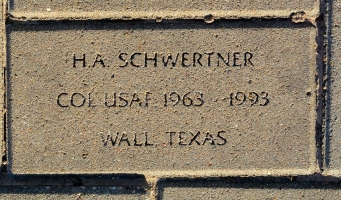 H.A. SCHWERTNER
COL USAF 1963 - 1993
WALL, TEXAS